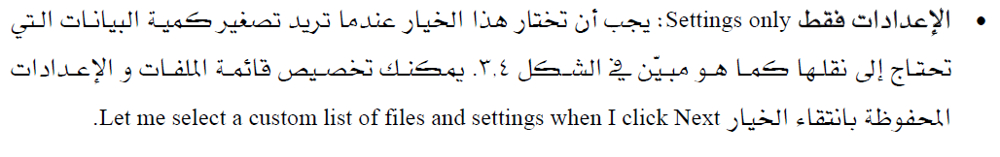 • الإعدادات فقط Settings only: يجب أن تختار هذا الخيار عندما تريد تصغير كمية البيانات التي
تحتاج إلى نقلها كما هو مبيّن في الشكل ٣.٤. يمكنك تخصيص قائمة الملفات و الإعدادات
المحفوظة بانتقاء الخيار Let me select a custom list of files and settings when I click Next.